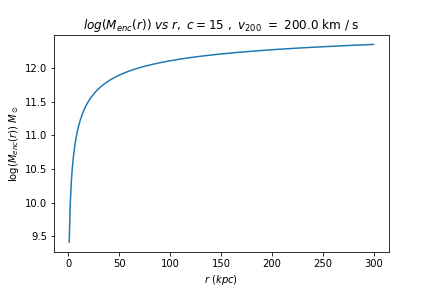 log(M_enc(r)) vs r, c = 15 , v_200 = 200.0 km / s
log(M_enc(r)) M_⊙
12.0
11.5
11.0
10.5
10.0
9.5
0 50 100 150 200 250 300
r (kpc)